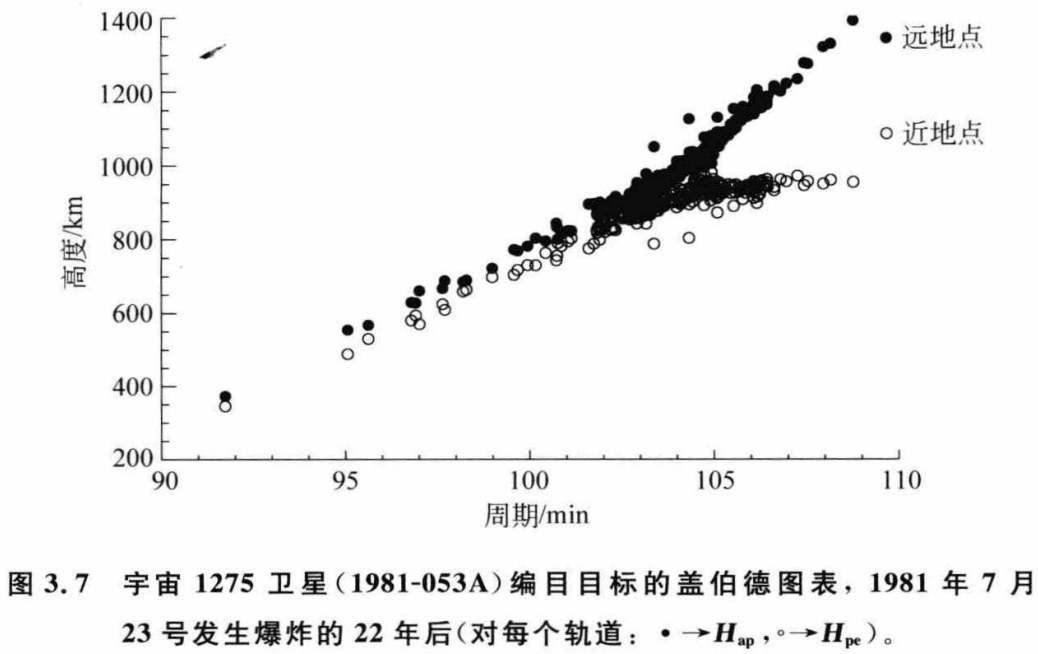 1400
1200
1000
800
600
400
200
90
95
100
105
110
高度/km
周期/min
远地点
近地点
图 3.7 宇宙 1275 卫星(1981-053A)编目目标的盖伯德图表，1981 年 7 月
23 号发生爆炸的 22 年后(对每个轨道：•→Hap，◦→Hpe)。